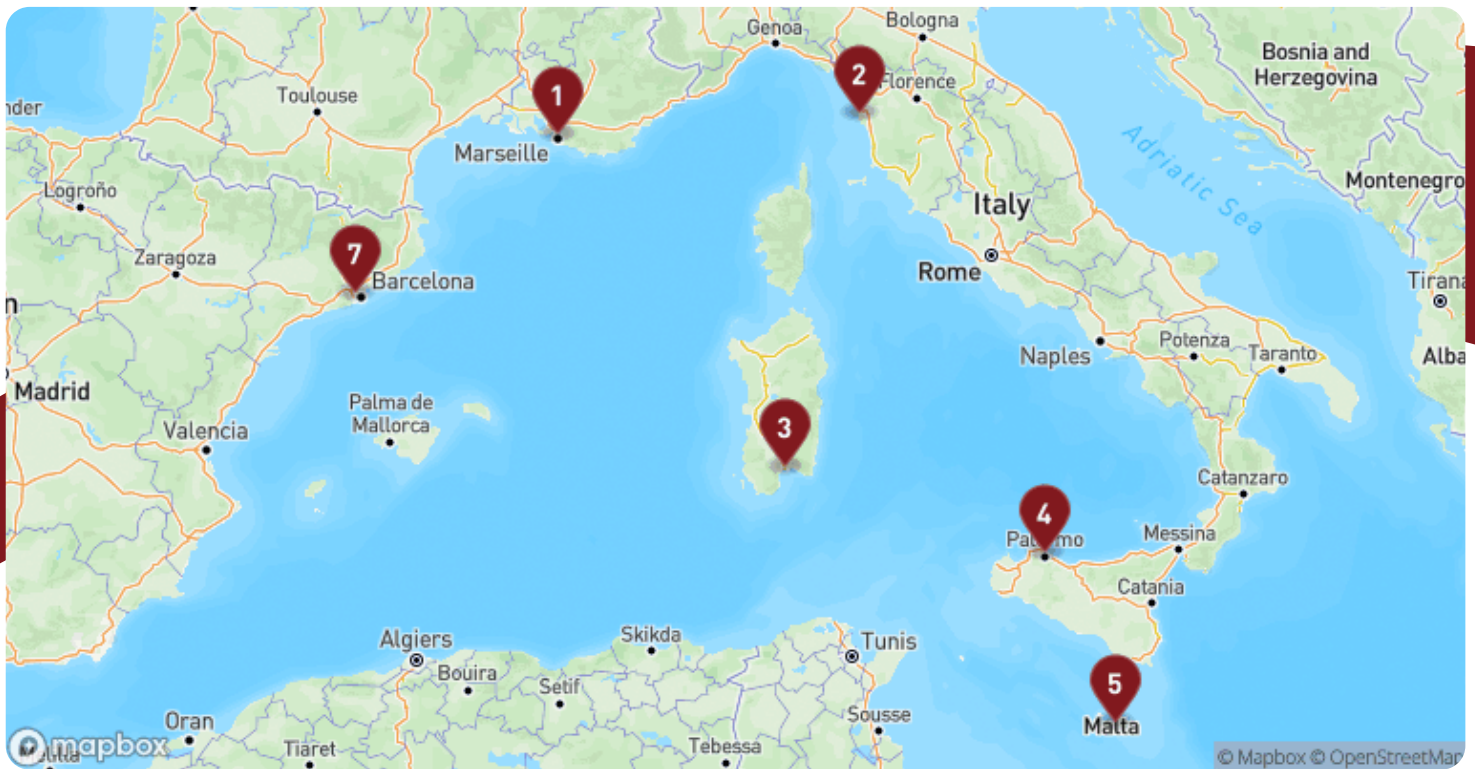 Genoa
Bologna
Bosnia and
Herzegovina
2
Florence
1
Toulouse
nder
Marseille
Adriatic Sea
Montenegro
Logroño
Italy
7
Zaragoza
Barcelona
Rome
Tirana
n
Naples
Potenza
Taranto
Alba
Madrid
Palma de
Mallorca
3
Valencia
Catanzaro
4
Palermo
Messina
Catania
Algiers
Skikda
Tunis
Bouira
Setif
5
Malta
Sousse
Oran
Tiaret
Tebessa
mapbox
Melilla
© Mapbox © OpenStreetMap